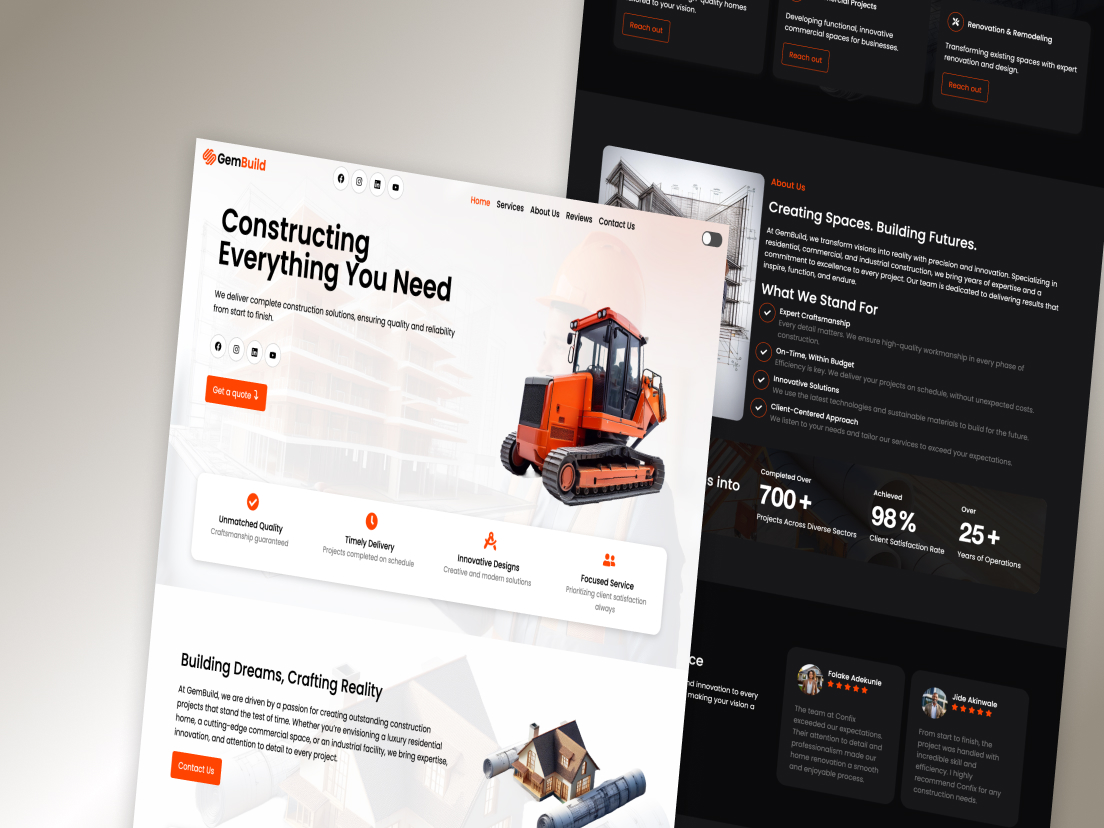 GemBuild
Home Services About Us Reviews Contact Us
Constructing
Everything You Need
We deliver complete construction solutions, ensuring quality and reliability
from start to finish.
Get a quote
Unmatched Quality
Craftsmanship guaranteed
Timely Delivery
Projects completed on schedule
Innovative Designs
Creative and modern solutions
Focused Service
Prioritizing client satisfaction
always
Building Dreams, Crafting Reality
At GemBuild, we are driven by a passion for creating outstanding construction
projects that stand the test of time. Whether you're envisioning a luxury residential
home, a cutting-edge commercial space, or an industrial facility, we bring expertise,
innovation, and attention to detail to every project.
Contact Us
quality homes
to your vision.
Reach out
Projects
Developing functional, innovative
commercial spaces for businesses.
Reach out
Renovation & Remodeling
Transforming existing spaces with expert
renovation and design.
Reach out
About Us
Creating Spaces. Building Futures.
At GemBuild, we transform visions into reality with precision and innovation. Specializing in
residential, commercial, and industrial construction, we bring years of expertise and a
commitment to excellence to every project. Our team is dedicated to delivering results that
inspire, function, and endure.
What We Stand For
Expert Craftsmanship
Every detail matters. We ensure high-quality workmanship in every phase of
construction.
On-Time, Within Budget
Efficiency is key. We deliver your projects on schedule, without unexpected costs.
Innovative Solutions
We use the latest technologies and sustainable materials to build for the future.
Client-Centered Approach
We listen to your needs and tailor our services to exceed your expectations.
into
Completed Over
700+
Projects Across Diverse Sectors
Achieved
98%
Client Satisfaction Rate
Over
25+
Years of Operations
ce
nd innovation to every
making your vision a
Folake Adekunle
The team at Confix
exceeded our expectations.
Their attention to detail and
professionalism made our
home renovation a smooth
and enjoyable process.
Jide Akinwale
From start to finish, the
project was handled with
incredible skill and
efficiency. I highly
recommend Confix for any
construction needs.